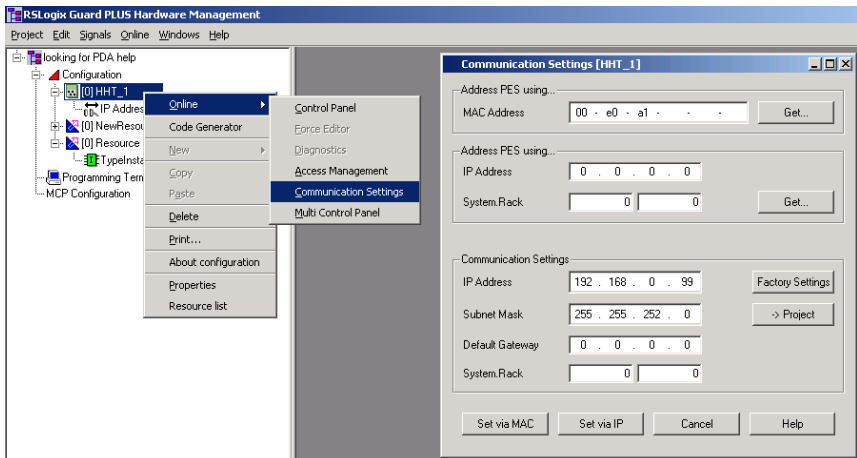 RSLogix Guard PLUS Hardware Management
Project Edit Signals Online Windows Help
looking for PDA help
Configuration
[0] HHT_1
IP Addres
[0] NewResou
[0] Resource
TypeInsta
Programming Term
MCP Configuration
Online
Code Generator
New
Copy
Paste
Delete
Print...
About configuration
Properties
Resource list
Control Panel
Force Editor
Diagnostics
Access Management
Communication Settings
Multi Control Panel
Communication Settings [HHT_1]
Address PES using...
MAC Address 00 - e0 - a1 - - - Get...
Address PES using...
IP Address 0 . 0 . 0 . 0
System.Rack 0 0 Get...
Communication Settings
IP Address 192 . 168 . 0 . 99 Factory Settings
Subnet Mask 255 . 255 . 252 . 0 -> Project
Default Gateway 0 . 0 . 0 . 0
System.Rack 0 0
Set via MAC Set via IP Cancel Help